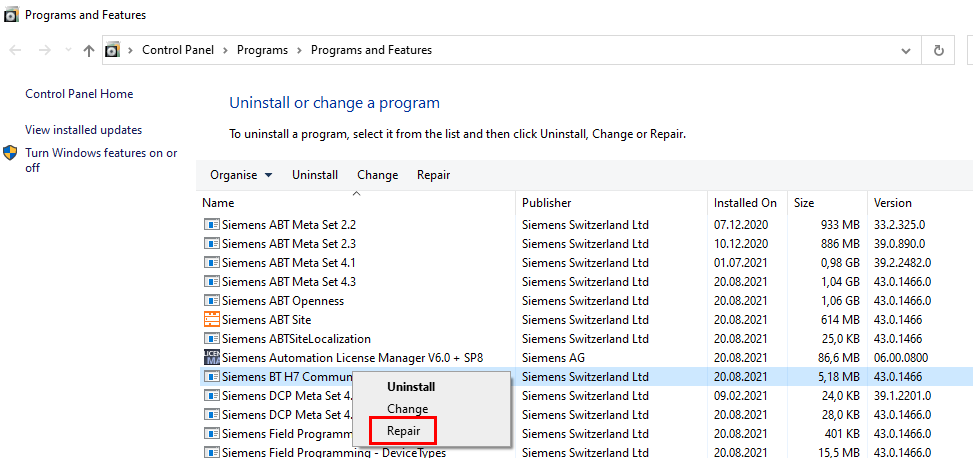 Programs and Features
Control Panel > Programs > Programs and Features
Control Panel Home
View installed updates
Turn Windows features on or
off
Uninstall or change a program
To uninstall a program, select it from the list and then click Uninstall, Change or Repair.
Organise Uninstall Change Repair
Name Publisher Installed On Size Version
Siemens ABT Meta Set 2.2 Siemens Switzerland Ltd 07.12.2020 933 MB 33.2.325.0
Siemens ABT Meta Set 2.3 Siemens Switzerland Ltd 10.12.2020 886 MB 39.0.890.0
Siemens ABT Meta Set 4.1 Siemens Switzerland Ltd 01.07.2021 0,98 GB 39.2.2482.0
Siemens ABT Meta Set 4.3 Siemens Switzerland Ltd 20.08.2021 1,04 GB 43.0.1466.0
Siemens ABT Openness Siemens Switzerland Ltd 20.08.2021 1,06 GB 43.0.1466.0
Siemens ABT Site Siemens Switzerland Ltd 20.08.2021 614 MB 43.0.1466
Siemens ABTSiteLocalization Siemens Switzerland Ltd 20.08.2021 25,0 KB 43.0.1466
Siemens Automation License Manager V6.0 + SP8 Siemens AG 20.08.2021 86,6 MB 06.00.0800
Siemens BT H7 Commun Siemens Switzerland Ltd 20.08.2021 5,18 MB 43.0.1466
Siemens DCP Meta Set 4. Siemens Switzerland Ltd 09.02.2021 24,0 KB 39.1.2201.0
Siemens DCP Meta Set 4. Siemens Switzerland Ltd 20.08.2021 28,0 KB 43.0.1466.0
Siemens Field Programm Siemens Switzerland Ltd 20.08.2021 401 KB 43.0.1466.0
Siemens Field Programming - DeviceTypes Siemens Switzerland Ltd 20.08.2021 15,5 MB 43.0.1466.0
Uninstall
Change
Repair